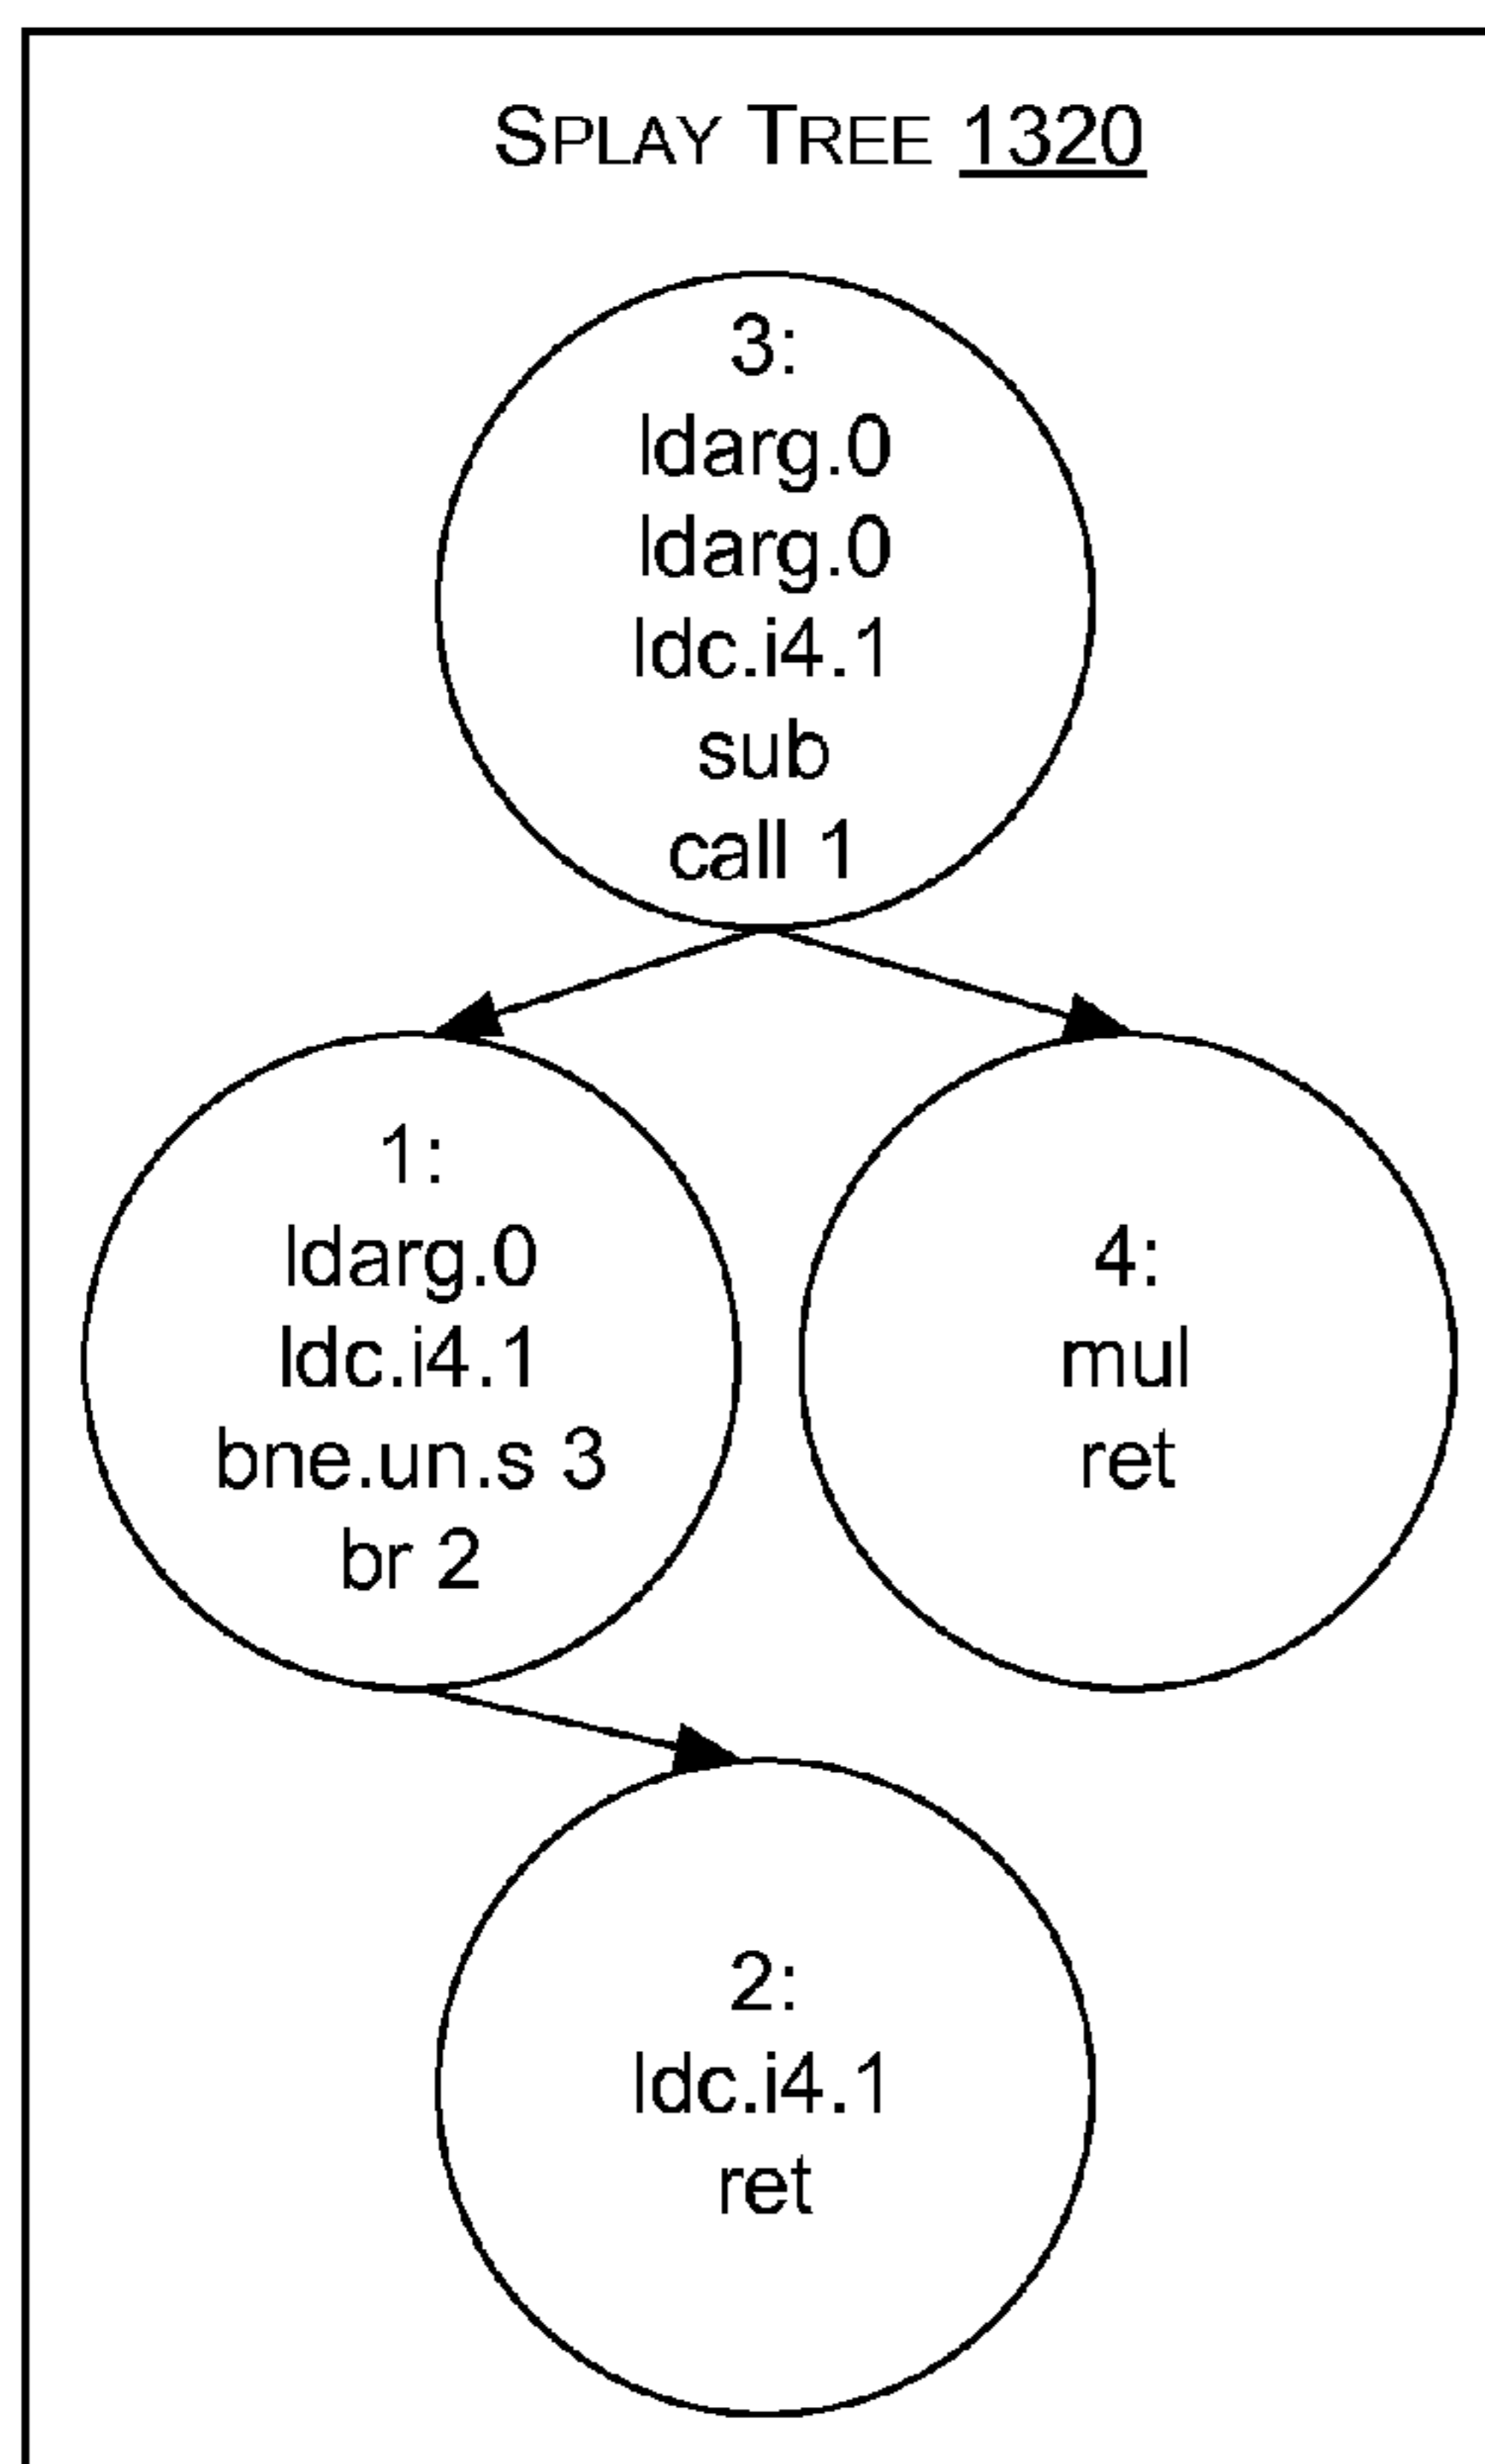 SPLAY TREE 1320
3:
ldarg.0
ldarg.0
ldc.i4.1
sub
call 1
1:
ldarg.0
ldc.i4.1
bne.un.s 3
br 2
4:
mul
ret
2:
ldc.i4.1
ret